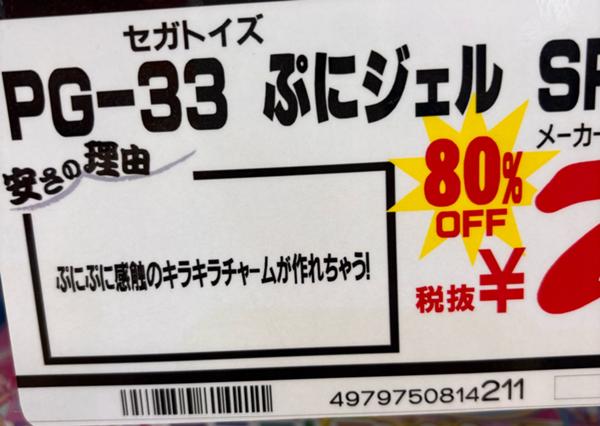 セガトイズ
PG-33 ぷにジェル
メーカー
安さの理由
80%
OFF
ぷにぷに感触のキラキラチャームが作れちゃう!
税抜¥
4979750814211